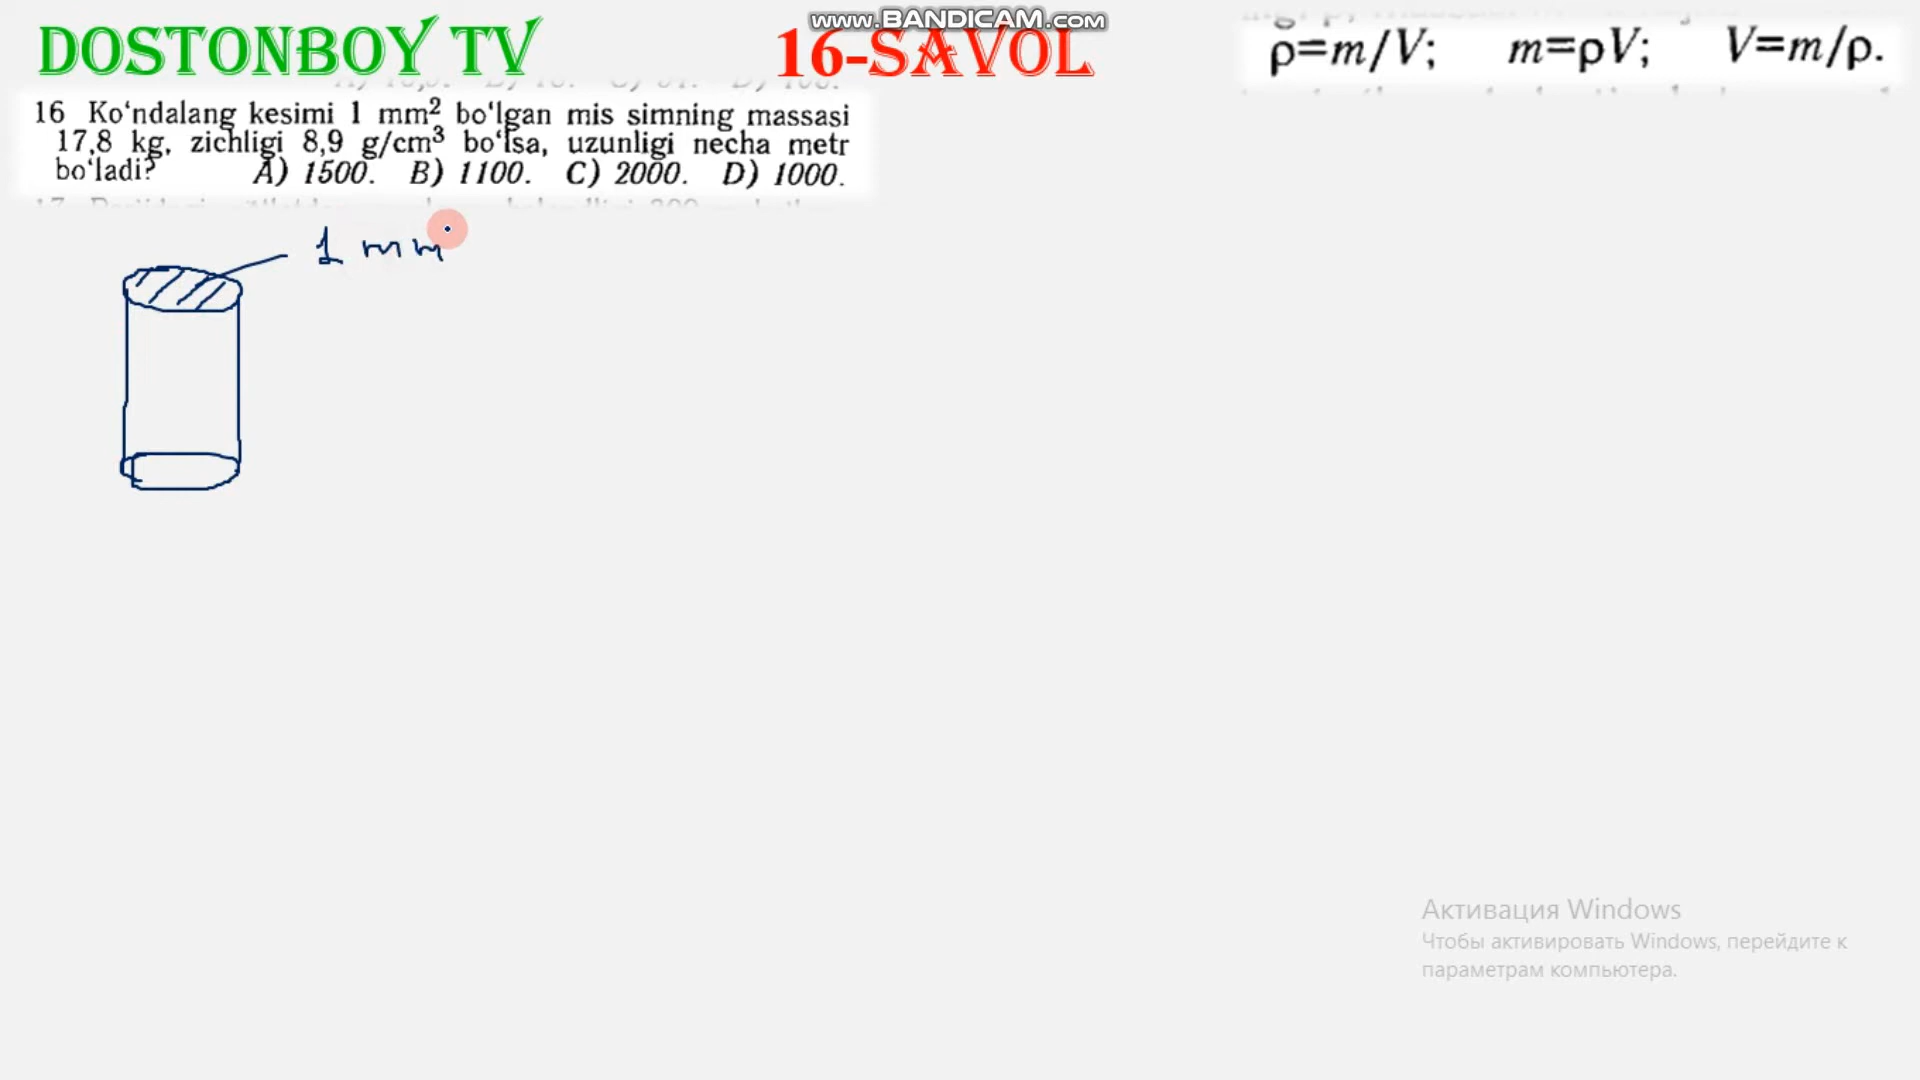 www.BANDICAM.com
DOSTONBOY TV
16-SAVOL
ρ=m/V; m=ρV; V=m/ρ.
16 Ko‘ndalang kesimi 1 mm² bo‘lgan mis simning massasi
17,8 kg, zichligi 8,9 g/cm³ bo‘lsa, uzunligi necha metr
bo‘ladi? A) 1500. B) 1100. C) 2000. D) 1000.
1 mm
Активация Windows
Чтобы активировать Windows, перейдите к
параметрам компьютера.